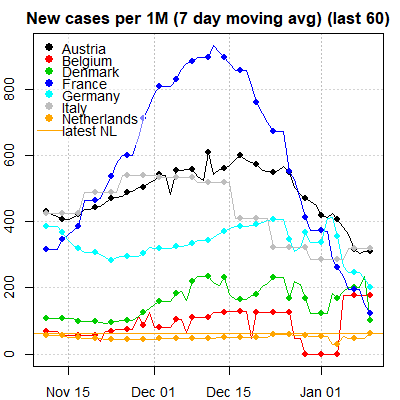 New cases per 1M (7 day moving avg) (last 60)
Austria
Belgium
Denmark
France
Germany
Italy
Netherlands
latest NL
800
600
400
200
0
Nov 15 Dec 01 Dec 15 Jan 01